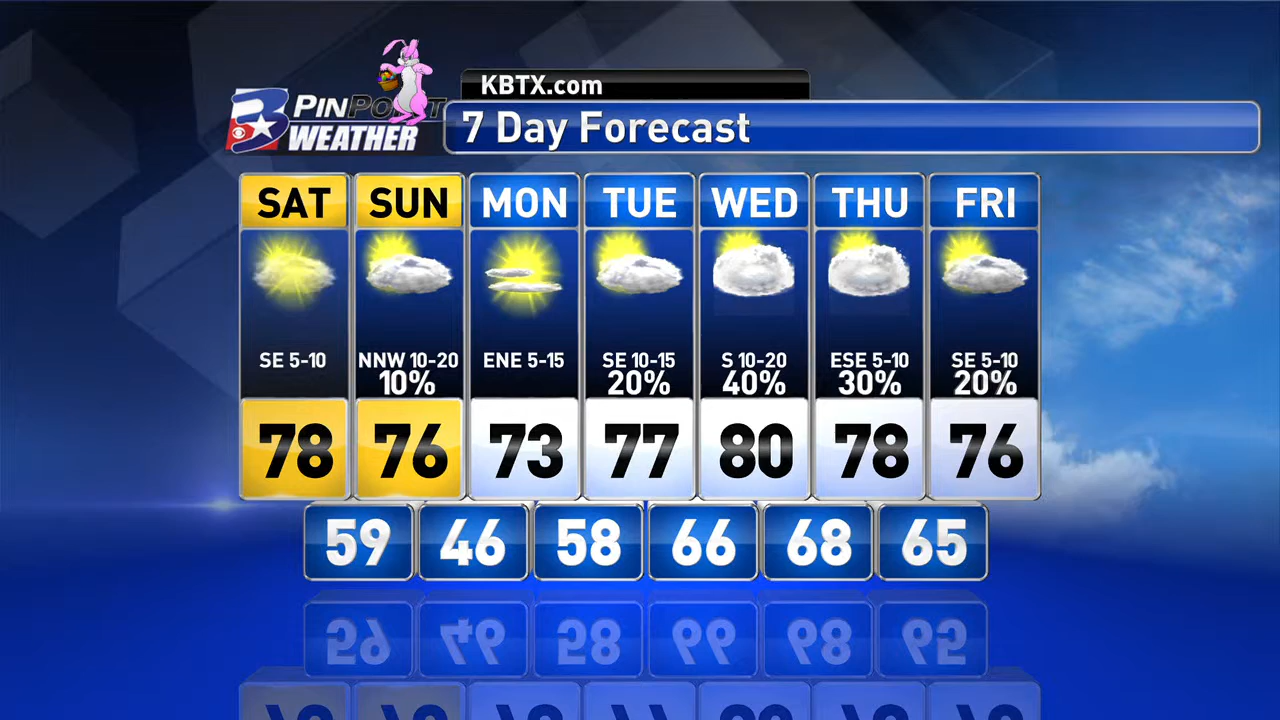 KBTX.com
3 PINPOINT
WEATHER
7 Day Forecast
SAT SUN MON TUE WED THU FRI
SE 5-10 NNW 10-20 ENE 5-15 SE 10-15 S 10-20 ESE 5-10 SE 5-10
10% 20% 40% 30% 20%
78 76 73 77 80 78 76
59 46 58 66 68 65